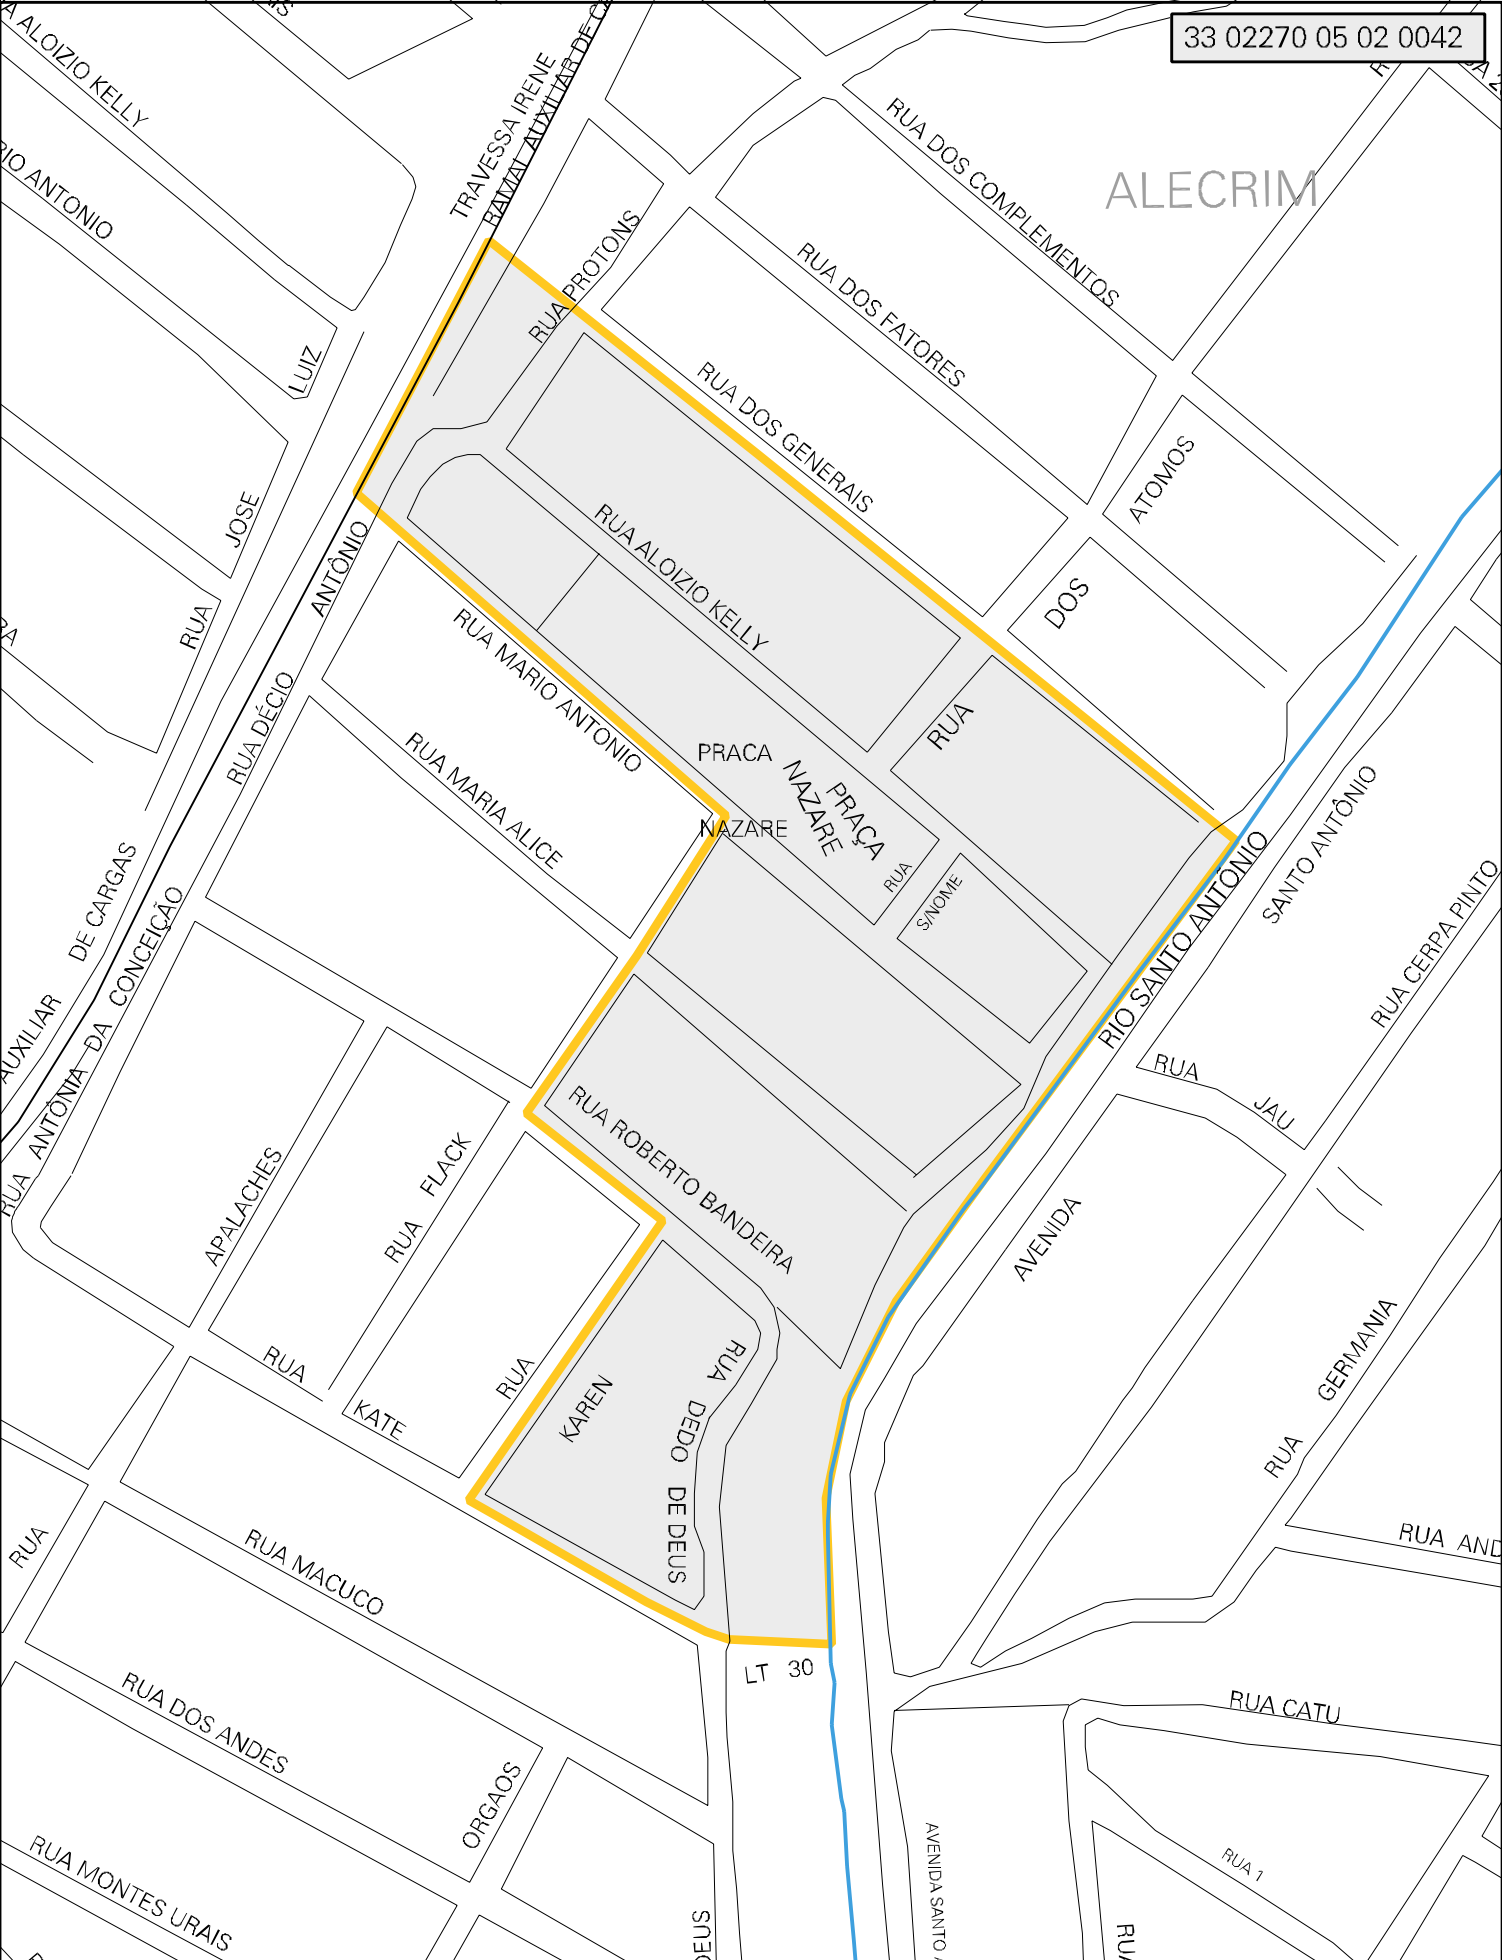 33 02270 05 02 0042
ALOIZIO KELLY
TRAVESSA IRENE
RAMAL AUXILIAR DE
ANTONIO
RUA DOS COMPLEMENTOS
ALECRIM
RUA PROTONS
RUA DOS FATORES
LUIZ
RUA DOS GENERAIS
JOSE
ATOMOS
ANTÔNIO
RUA ALOIZIO KELLY
DOS
RUA
RUA MARIO ANTONIO
RUA DÉCIO
RUA
PRACA
NAZARE
PRAÇA
NAZARE
RUA MARIA ALICE
SANTO ANTÔNIO
RUA
S/NOME
RIO SANTO ANTÔNIO
RUA CERPA PINTO
DE CARGAS
DA CONCEIÇÃO
AUXILIAR
RUA ANTÔNIA
RUA
JAU
RUA ROBERTO BANDEIRA
APALACHES
FLACK
RUA
AVENIDA
RUA
KATE
RUA
KAREN
RUA
DEDO
DE DEUS
GERMANIA
RUA
RUA
RUA MACUCO
RUA AND
LT 30
RUA DOS ANDES
RUA CATU
ORGAOS
RUA MONTES URAIS
AVENIDA SANTO
RUA 1